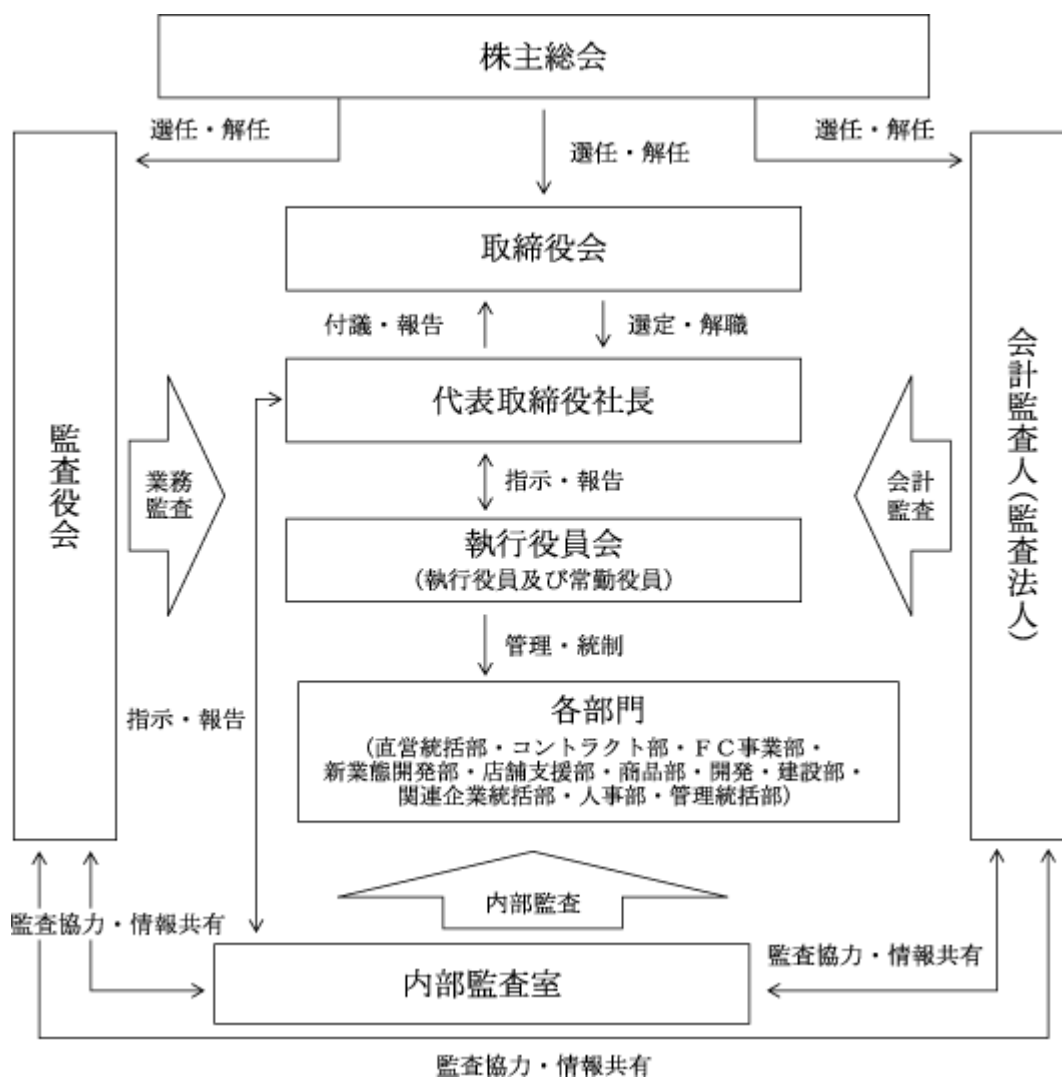 株主総会
選任・解任
選任・解任
選任・解任
取締役会
付議・報告
選定・解職
代表取締役社長
監査役会
業務
監査
会計
監査
会計監査人(監査法人)
指示・報告
執行役員会
(執行役員及び常勤役員)
管理・統制
指示・報告
各部門
(直営統括部・コントラクト部・ＦＣ事業部・
新業態開発部・店舗支援部・商品部・開発・建設部・
関連企業統括部・人事部・管理統括部)
内部監査
監査協力・情報共有
監査協力・情報共有
内部監査室
監査協力・情報共有